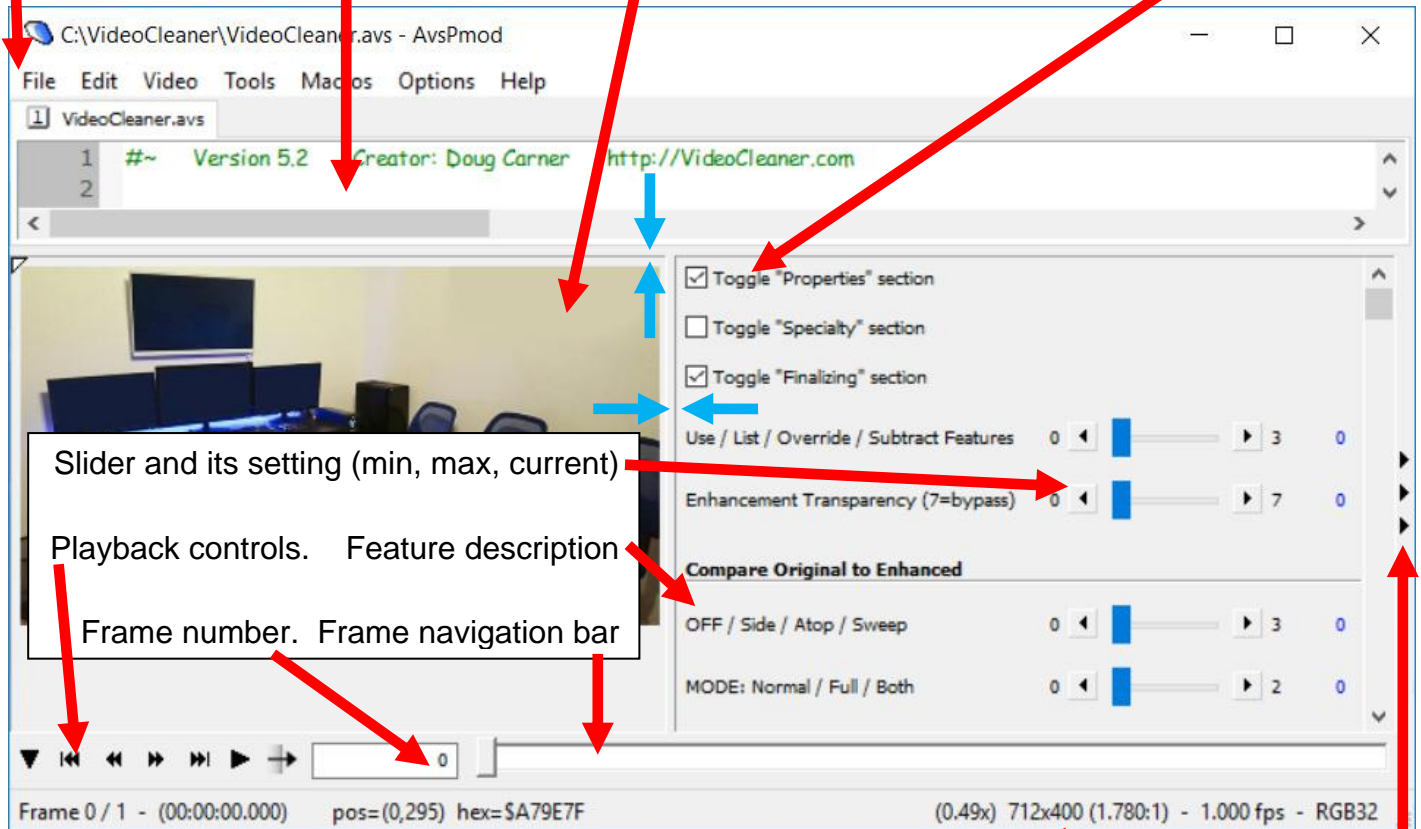 C:\VideoCleaner\VideoCleaner.avs - AvsPmod
File Edit Video Tools Macros Options Help
1 VideoCleaner.avs
1 #~ Version 5.2 Creator: Doug Carner http://VideoCleaner.com
2
Toggle "Properties" section
Toggle "Specialty" section
Toggle "Finalizing" section
Use / List / Override / Subtract Features 0 3 0
Enhancement Transparency (7=bypass) 0 7 0
Compare Original to Enhanced
OFF / Side / Atop / Sweep 0 3 0
MODE: Normal / Full / Both 0 2 0
Slider and its setting (min, max, current)
Playback controls. Feature description
Frame number. Frame navigation bar
0
Frame 0 / 1 - (00:00:00.000) pos=(0,295) hex=$A79E7F (0.49x) 712x400 (1.780:1) - 1.000 fps - RGB32